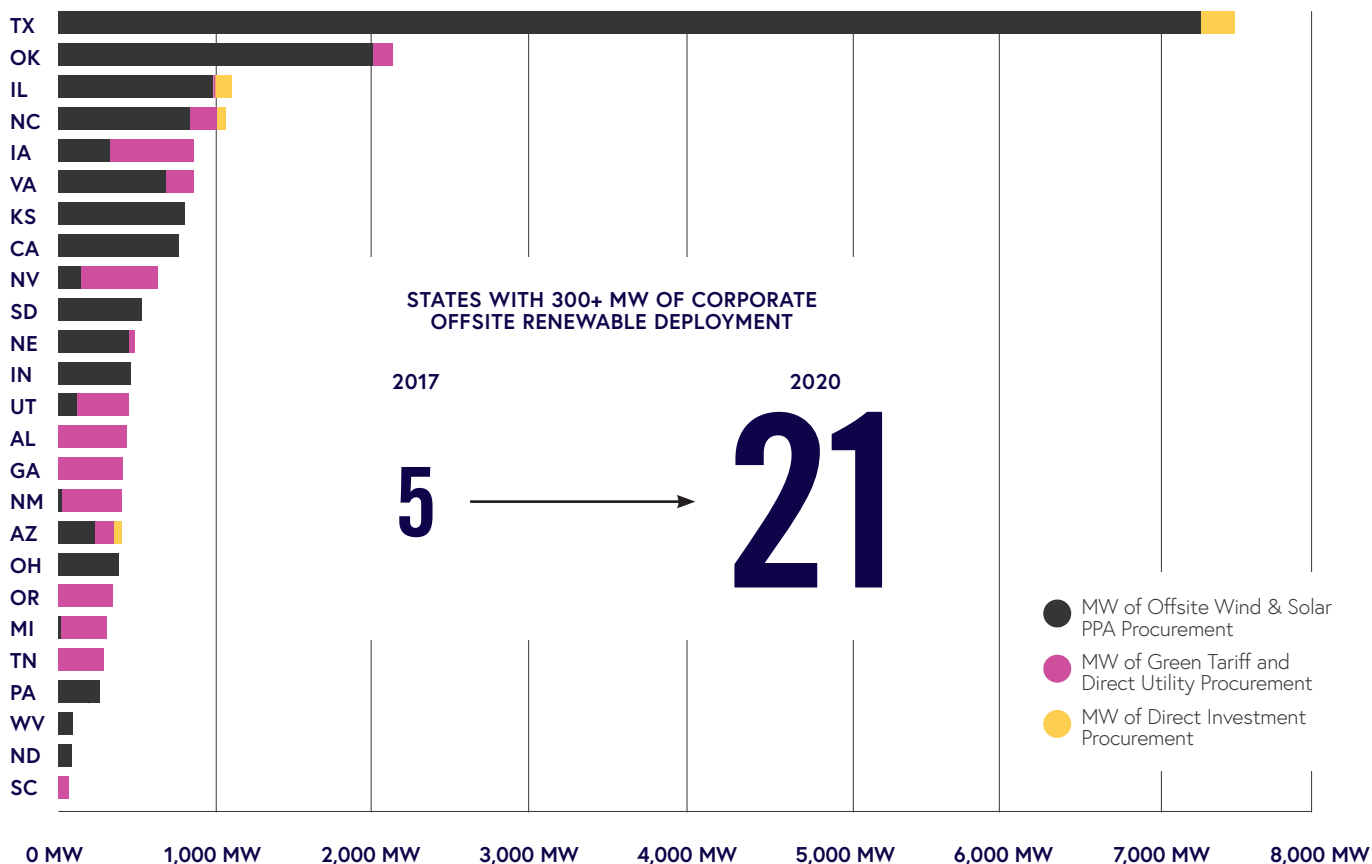 TX
OK
IL
NC
IA
VA
KS
CA
NV
SD
NE
IN
UT
AL
GA
NM
AZ
OH
OR
MI
TN
PA
WV
ND
SC
STATES WITH 300+ MW OF CORPORATE
OFFSITE RENEWABLE DEPLOYMENT
2017
2020
5
21
MW of Offsite Wind & Solar
PPA Procurement
MW of Green Tariff and
Direct Utility Procurement
MW of Direct Investment
Procurement
0 MW
1,000 MW
2,000 MW
3,000 MW
4,000 MW
5,000 MW
6,000 MW
7,000 MW
8,000 MW